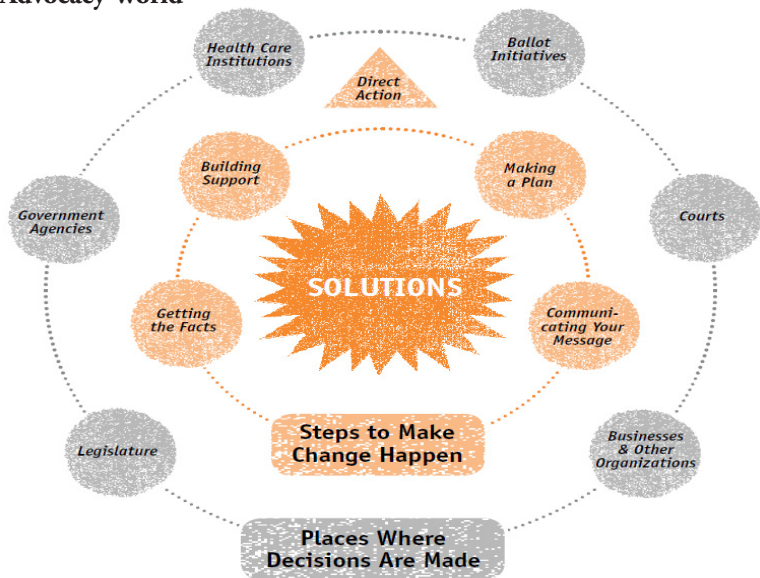 Advocacy world
Health Care
Institutions
Ballot
Initiatives
Direct
Action
Building
Support
Making
a Plan
Government
Agencies
Courts
SOLUTIONS
Getting
the Facts
Communi-
cating Your
Message
Legislature
Steps to Make
Change Happen
Businesses
& Other
Organizations
Places Where
Decisions Are Made